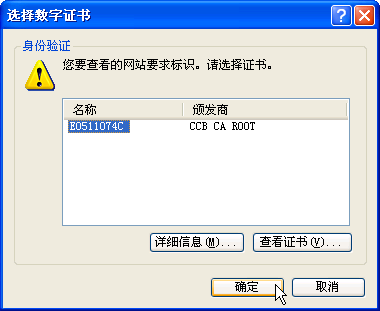 选择数字证书
身份验证
您要查看的网站要求标识。请选择证书。
名称 颁发商
E0511074C CCB CA ROOT
详细信息(M)... 查看证书(V)...
确定 取消